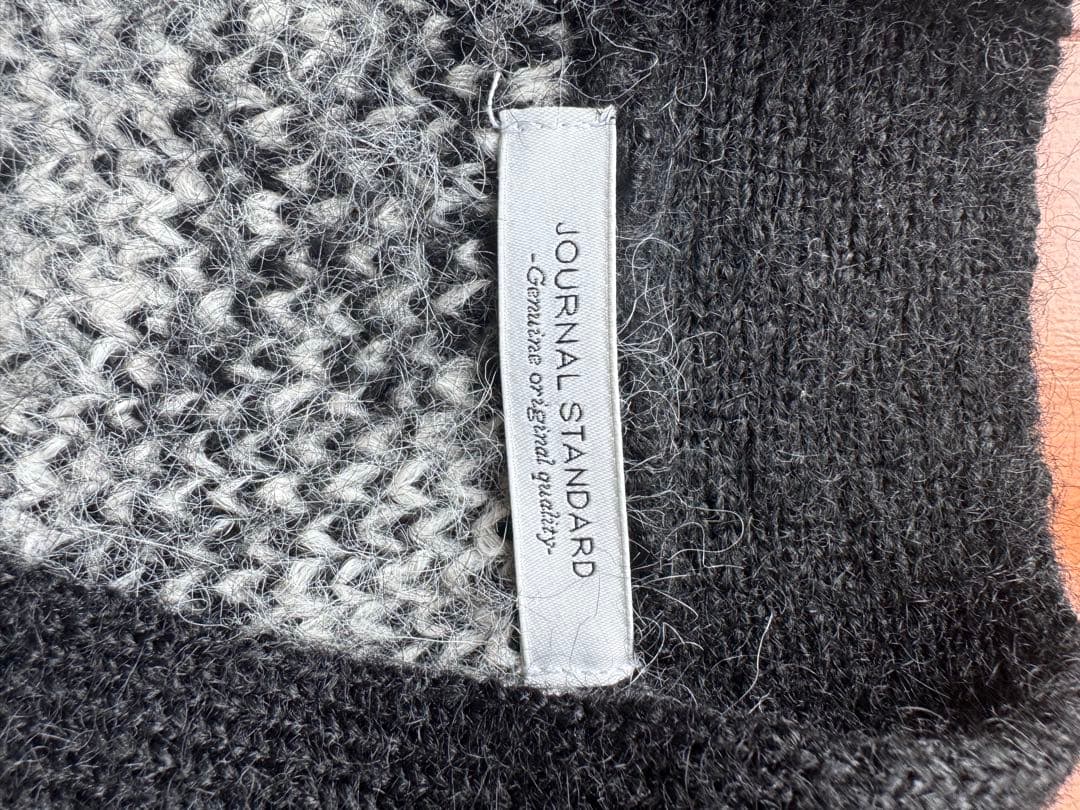 JOURNAL STANDARD
-Genuine original quality-